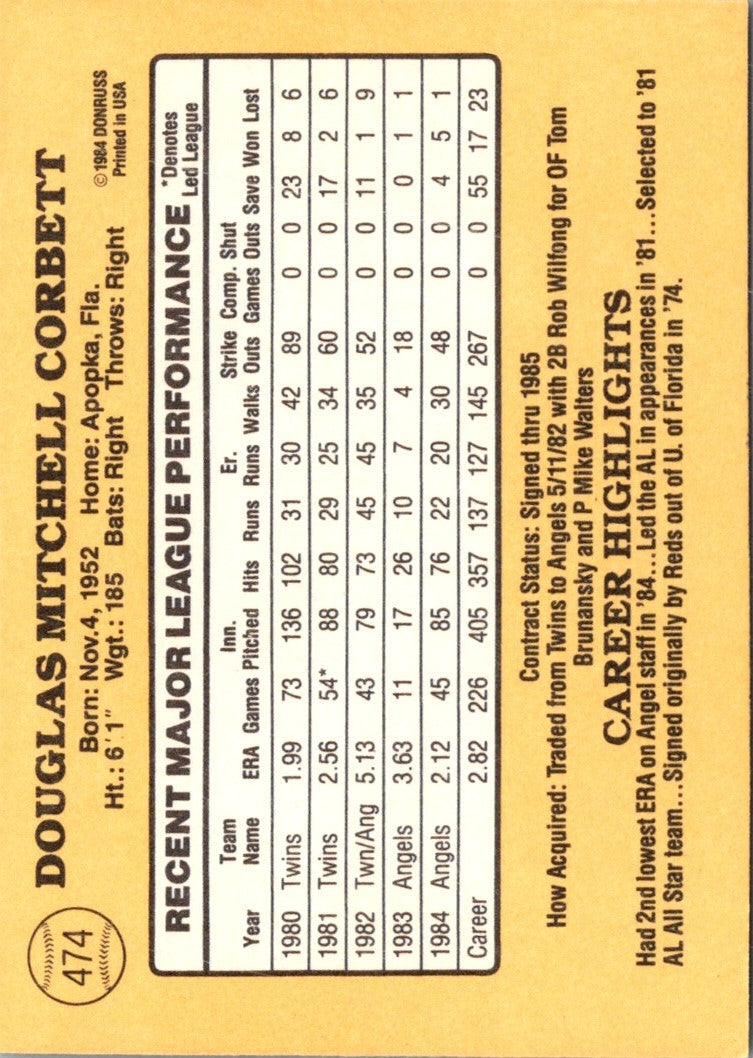 474
DOUGLAS MITCHELL CORBETT
Born: Nov.4, 1952 Home: Apopka, Fla.
Ht.: 6'1" Wgt.: 185 Bats: Right Throws: Right
© 1984 DONRUSS
Printed in USA
RECENT MAJOR LEAGUE PERFORMANCE *Denotes Led League
Year Team Name ERA Games Inn. Pitched Hits Runs Er. Runs Walks Strike Outs Comp. Games Shut Outs Save Won Lost
1980 Twins 1.99 73 136 102 31 30 42 89 0 0 23 8 6
1981 Twins 2.56 54* 88 80 29 25 34 60 0 0 17 2 6
1982 Twn/Ang 5.13 43 79 73 45 45 35 52 0 0 11 1 9
1983 Angels 3.63 11 17 26 10 7 4 18 0 0 0 1 1
1984 Angels 2.12 45 85 76 22 20 30 48 0 0 4 5 1
Career 2.82 226 405 357 137 127 145 267 0 0 55 17 23
Contract Status: Signed thru 1985
How Acquired: Traded from Twins to Angels 5/11/82 with 2B Rob Wilfong for OF Tom
Brunansky and P Mike Walters
CAREER HIGHLIGHTS
Had 2nd lowest ERA on Angel staff in '84...Led the AL in appearances in '81...Selected to '81
AL All Star team...Signed originally by Reds out of U. of Florida in '74.